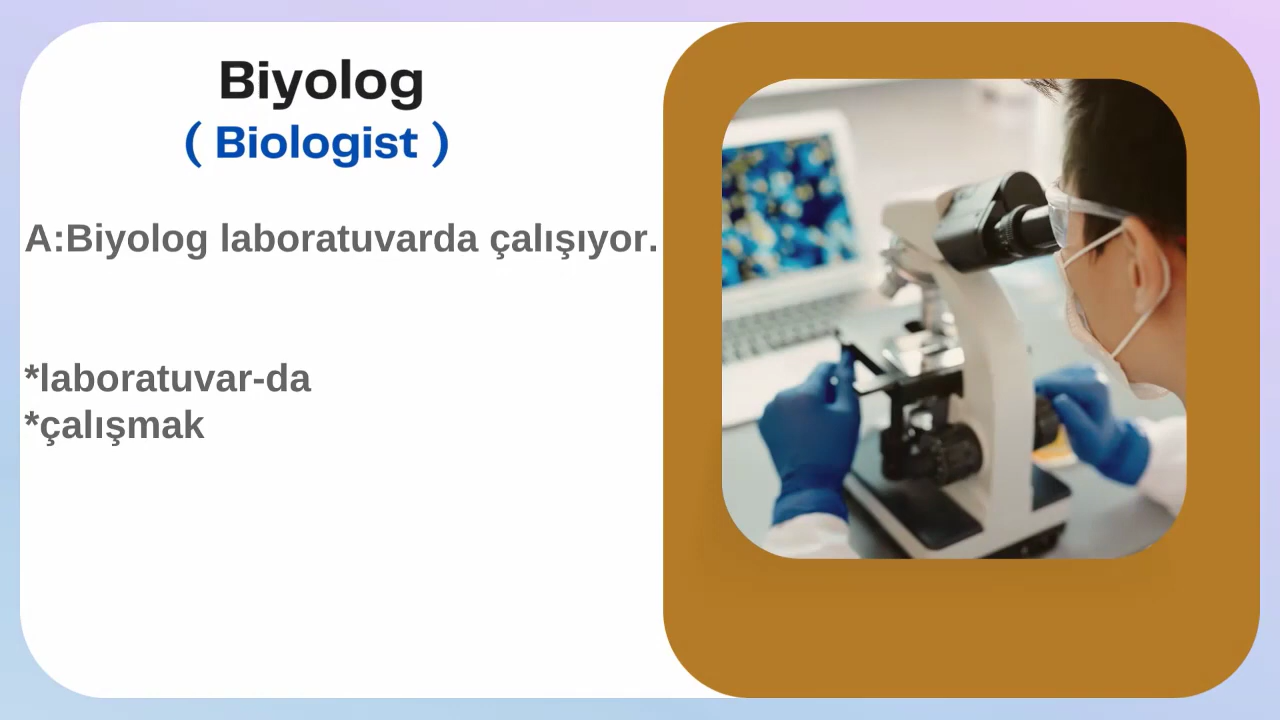 Biyolog
( Biologist )
A:Biyolog laboratuvarda çalışıyor.
*laboratuvar-da
*çalışmak